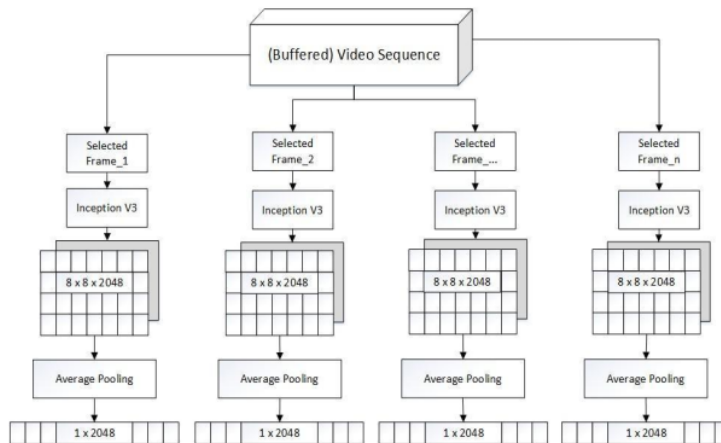 (Buffered) Video Sequence
Selected
Frame_1
Selected
Frame_2
Selected
Frame_...
Selected
Frame_n
Inception V3
Inception V3
Inception V3
Inception V3
8 x 8 x 2048
8 x 8 x 2048
8 x 8 x 2048
8 x 8 x 2048
Average Pooling
Average Pooling
Average Pooling
Average Pooling
1 x 2048
1 x 2048
1 x 2048
1 x 2048